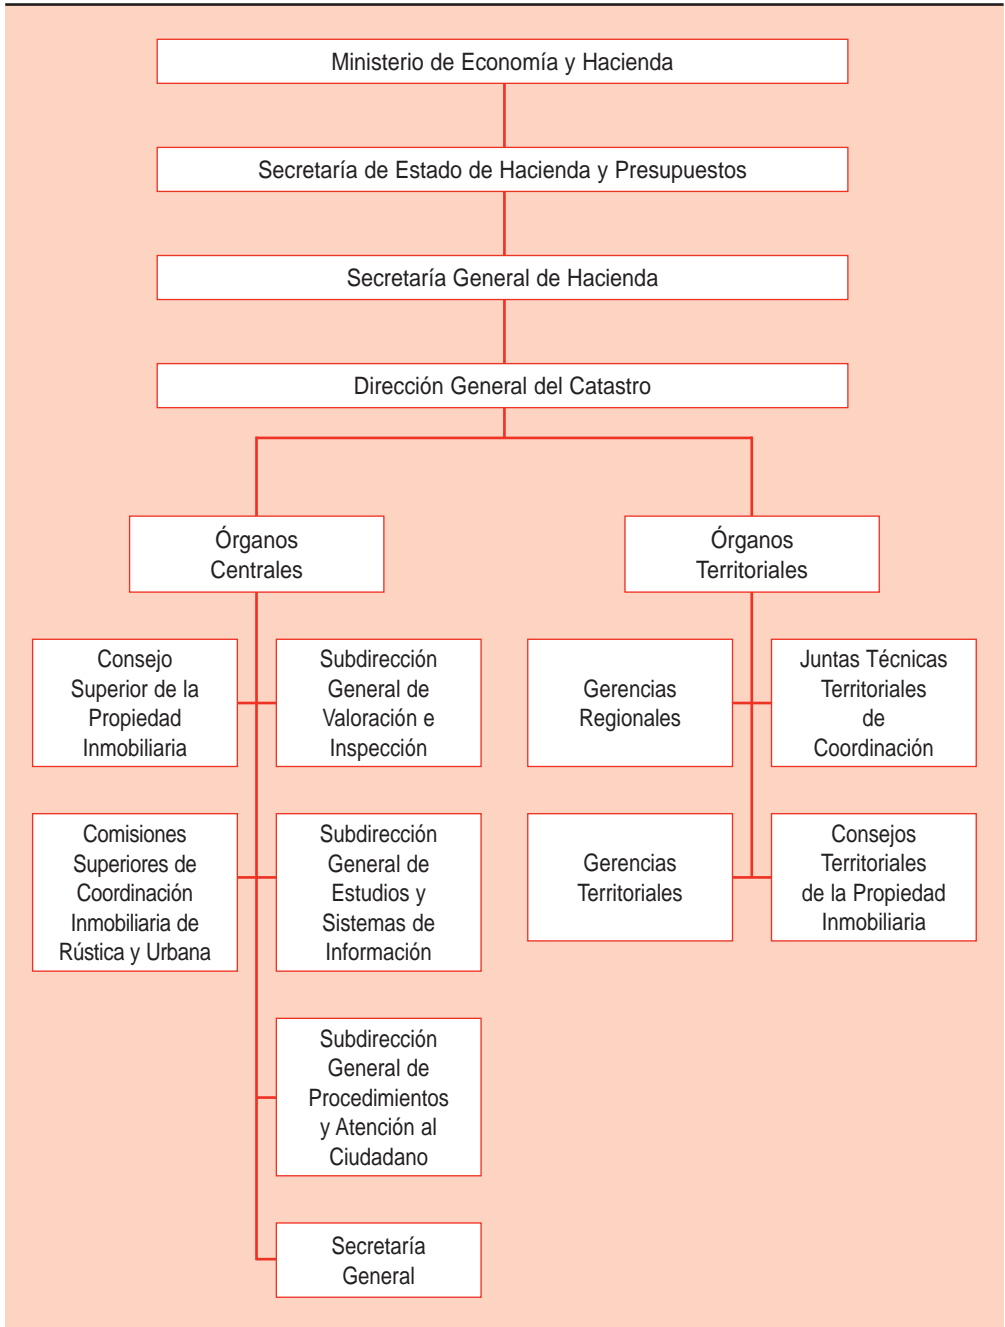 Ministerio de Economía y Hacienda
Secretaría de Estado de Hacienda y Presupuestos
Secretaría General de Hacienda
Dirección General del Catastro
Órganos
Centrales
Órganos
Territoriales
Consejo
Superior de la
Propiedad
Inmobiliaria
Subdirección
General de
Valoración e
Inspección
Gerencias
Regionales
Juntas Técnicas
Territoriales
de
Coordinación
Comisiones
Superiores de
Coordinación
Inmobiliaria de
Rústica y Urbana
Subdirección
General de
Estudios y
Sistemas de
Información
Gerencias
Territoriales
Consejos
Territoriales
de la Propiedad
Inmobiliaria
Subdirección
General de
Procedimientos
y Atención al
Ciudadano
Secretaría
General